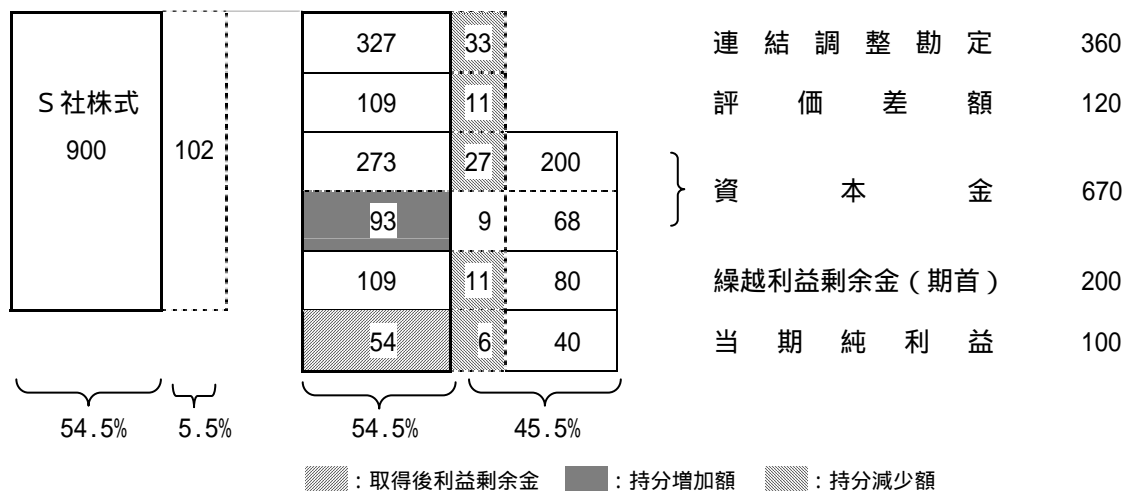 327 33 連結調整勘定 360
S社株式 109 11 評価差額 120
900 102 273 27 200 資本金 670
93 9 68
109 11 80 繰越利益剰余金(期首) 200
54 6 40 当期純利益 100
54.5% 5.5% 54.5% 45.5%
:取得後利益剰余金 :持分増加額 :持分減少額